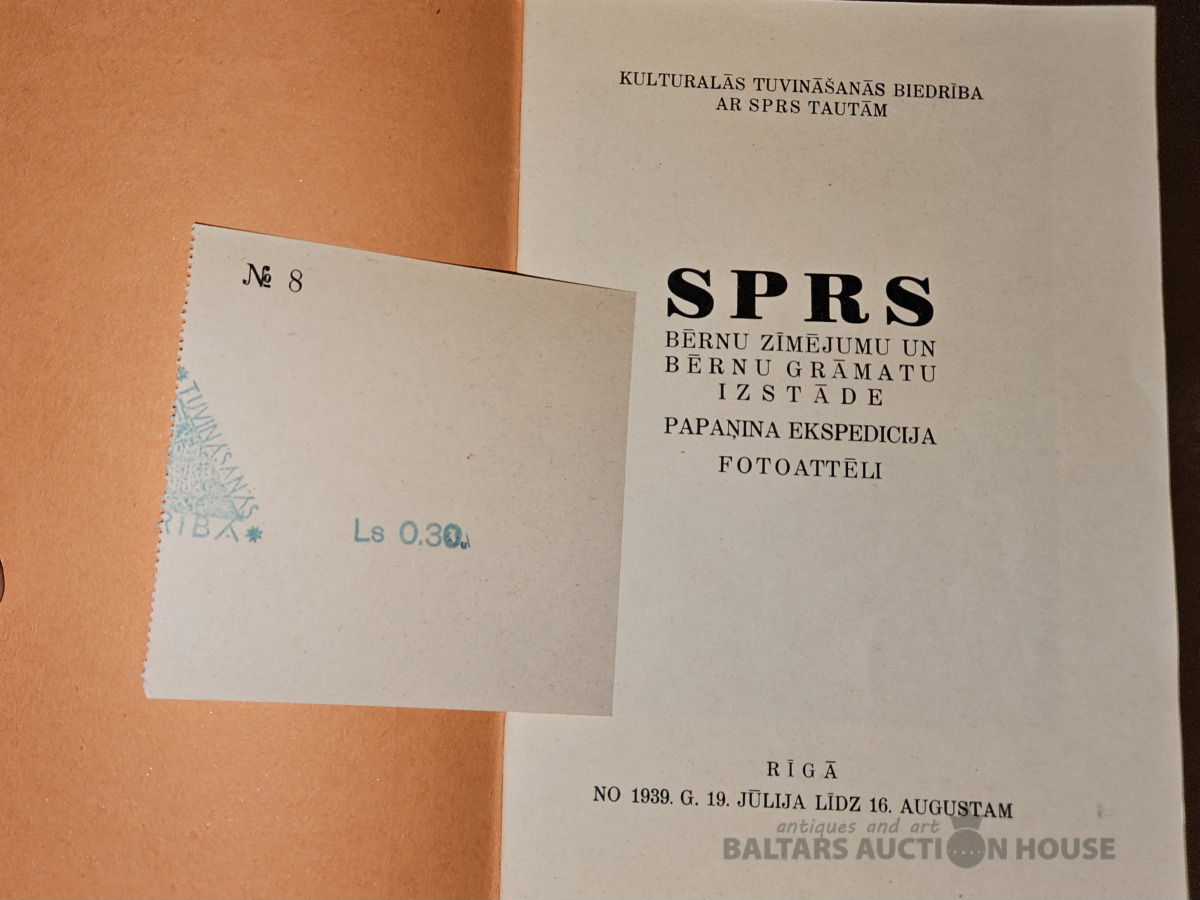 KULTURALĀS TUVINĀŠANĀS BIEDRĪBA
AR SPRS TAUTĀM
SPRS
BĒRNU ZĪMĒJUMU UN
BĒRNU GRĀMATU
IZSTĀDE
PAPAŅINA EKSPEDICIJA
FOTOATTĒLI
RĪGĀ
NO 1939. G. 19. JŪLIJA LĪDZ 16. AUGUSTAM
№ 8
TUVINĀŠANĀS
RĪBA
Ls 0.30
antiques and art
BALTARS AUCTION HOUSE